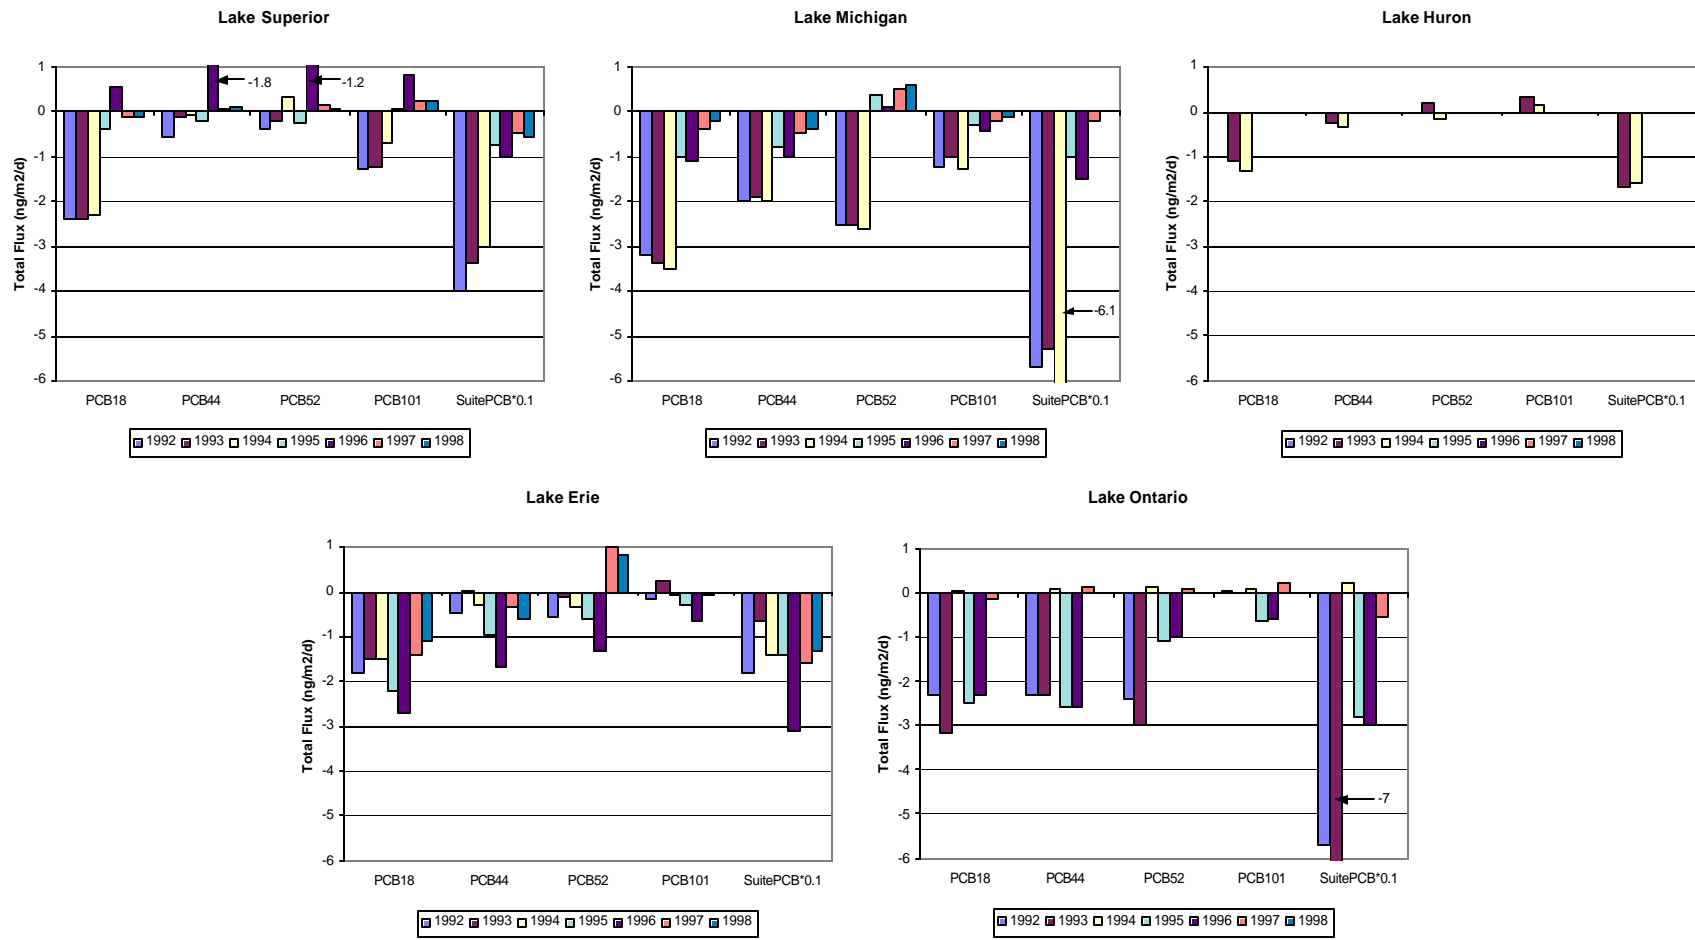 Lake Superior
Total Flux (ng/m2/d)
1
0
-1
-2
-3
-4
-5
-6
-1.8
-1.2
PCB18 PCB44 PCB52 PCB101 SuitePCB*0.1
1992 1993 1994 1995 1996 1997 1998
Lake Michigan
Total Flux (ng/m2/d)
1
0
-1
-2
-3
-4
-5
-6
-6.1
PCB18 PCB44 PCB52 PCB101 SuitePCB*0.1
1992 1993 1994 1995 1996 1997 1998
Lake Huron
Total Flux (ng/m2/d)
1
0
-1
-2
-3
-4
-5
-6
PCB18 PCB44 PCB52 PCB101 SuitePCB*0.1
1992 1993 1994 1995 1996 1997 1998
Lake Erie
Total Flux (ng/m2/d)
1
0
-1
-2
-3
-4
-5
-6
PCB18 PCB44 PCB52 PCB101 SuitePCB*0.1
1992 1993 1994 1995 1996 1997 1998
Lake Ontario
Total Flux (ng/m2/d)
1
0
-1
-2
-3
-4
-5
-6
-7
PCB18 PCB44 PCB52 PCB101 SuitePCB*0.1
1992 1993 1994 1995 1996 1997 1998